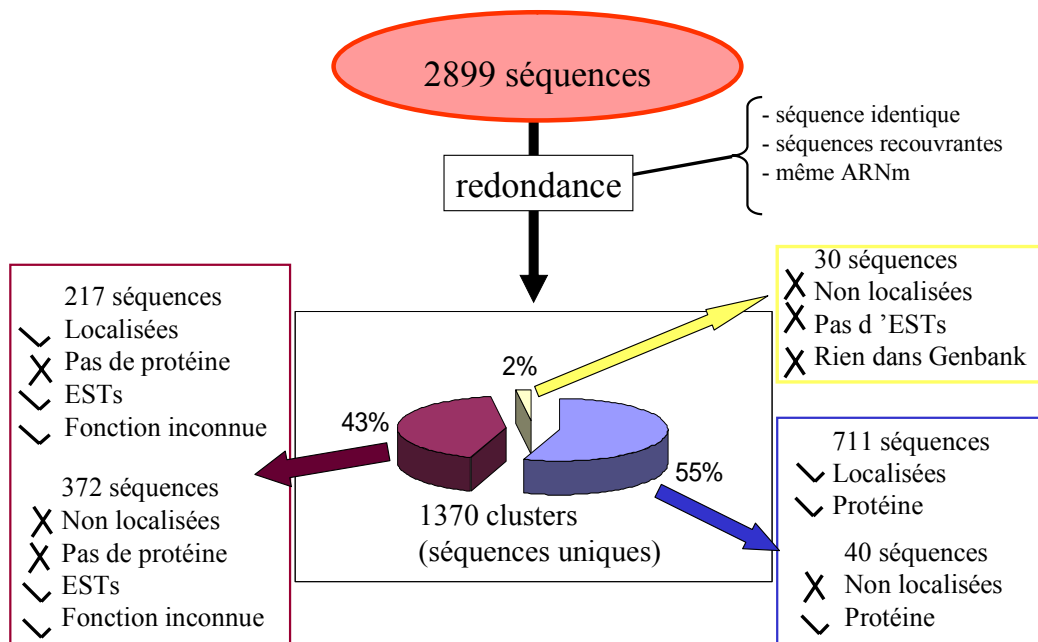 2899 séquences
- séquence identique
- séquences recouvrantes
- même ARNm
redondance
217 séquences
Localisées
Pas de protéine
ESTs
Fonction inconnue
372 séquences
Non localisées
Pas de protéine
ESTs
Fonction inconnue
2%
43%
55%
1370 clusters
(séquences uniques)
30 séquences
Non localisées
Pas d ’ESTs
Rien dans Genbank
711 séquences
Localisées
Protéine
40 séquences
Non localisées
Protéine